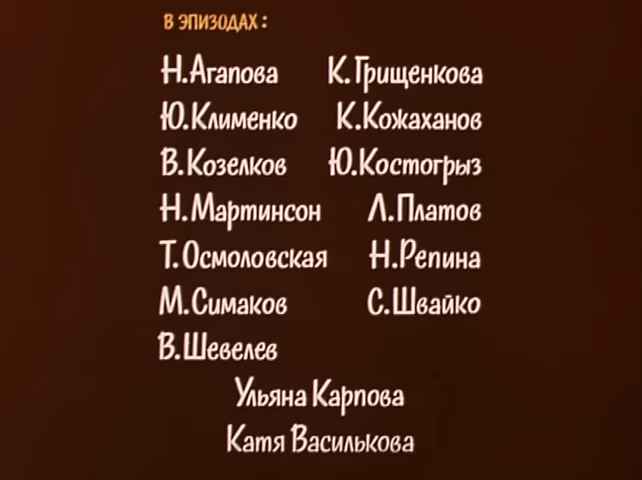 В ЭПИЗОДАХ:
Н.Агапова К.Грищенкова
Ю.Клименко К.Кожаханов
В.Козелков Ю.Костогрыз
Н.Мартинсон Л.Платов
Т.Осмоловская Н.Репина
М.Симаков С.Швайко
В.Шевелев
Ульяна Карпова
Катя Василькова